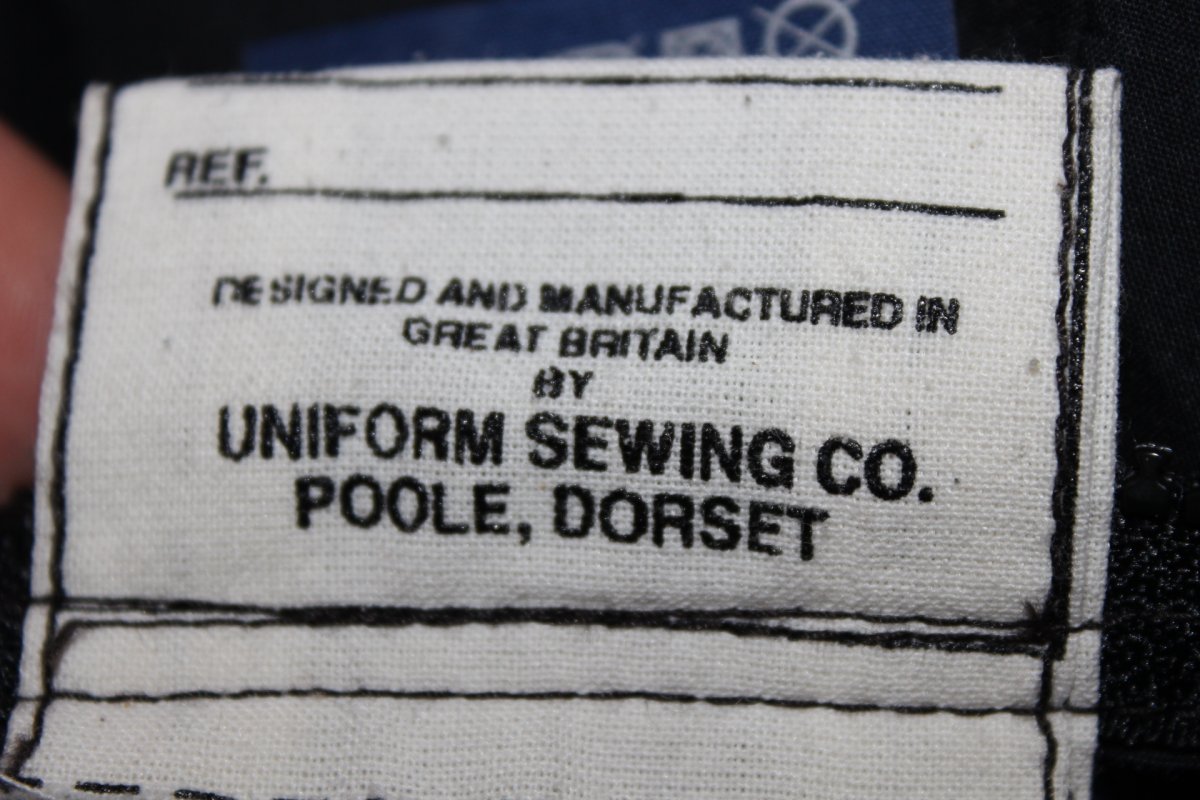 REF.
DESIGNED AND MANUFACTURED IN
GREAT BRITAIN
BY
UNIFORM SEWING CO.
POOLE, DORSET